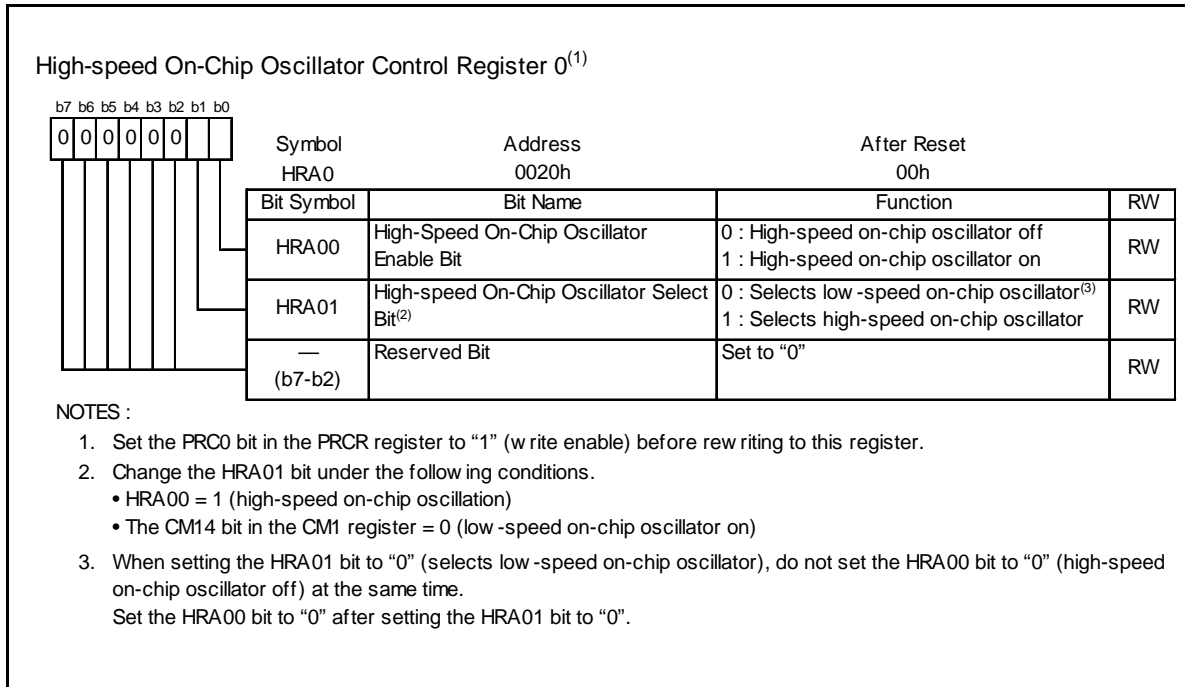 High-speed On-Chip Oscillator Control Register 0(1)
b7 b6 b5 b4 b3 b2 b1 b0
0 0 0 0 0 0
Symbol Address After Reset
HRA0 0020h 00h
Bit Symbol Bit Name Function RW
HRA00 High-Speed On-Chip Oscillator Enable Bit 0 : High-speed on-chip oscillator off 1 : High-speed on-chip oscillator on RW
HRA01 High-speed On-Chip Oscillator Select Bit(2) 0 : Selects low-speed on-chip oscillator(3) 1 : Selects high-speed on-chip oscillator RW
— (b7-b2) Reserved Bit Set to “0” RW
NOTES :
1. Set the PRC0 bit in the PRCR register to “1” (write enable) before rewriting to this register.
2. Change the HRA01 bit under the following conditions.
• HRA00 = 1 (high-speed on-chip oscillation)
• The CM14 bit in the CM1 register = 0 (low-speed on-chip oscillator on)
3. When setting the HRA01 bit to “0” (selects low-speed on-chip oscillator), do not set the HRA00 bit to “0” (high-speed
on-chip oscillator off) at the same time.
Set the HRA00 bit to “0” after setting the HRA01 bit to “0”.